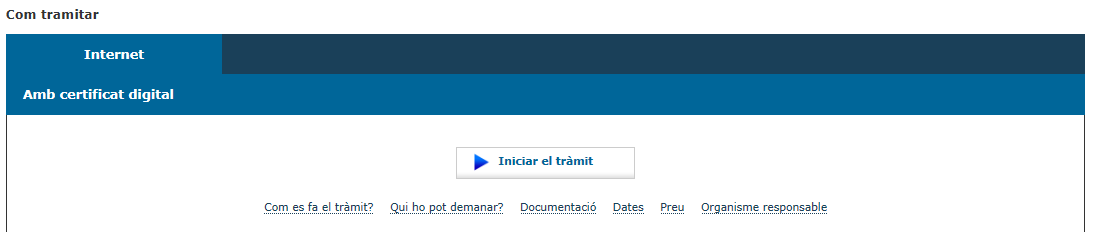 Com tramitar
Internet
Amb certificat digital
Iniciar el tràmit
Com es fa el tràmit? Qui ho pot demanar? Documentació Dates Preu Organisme responsable